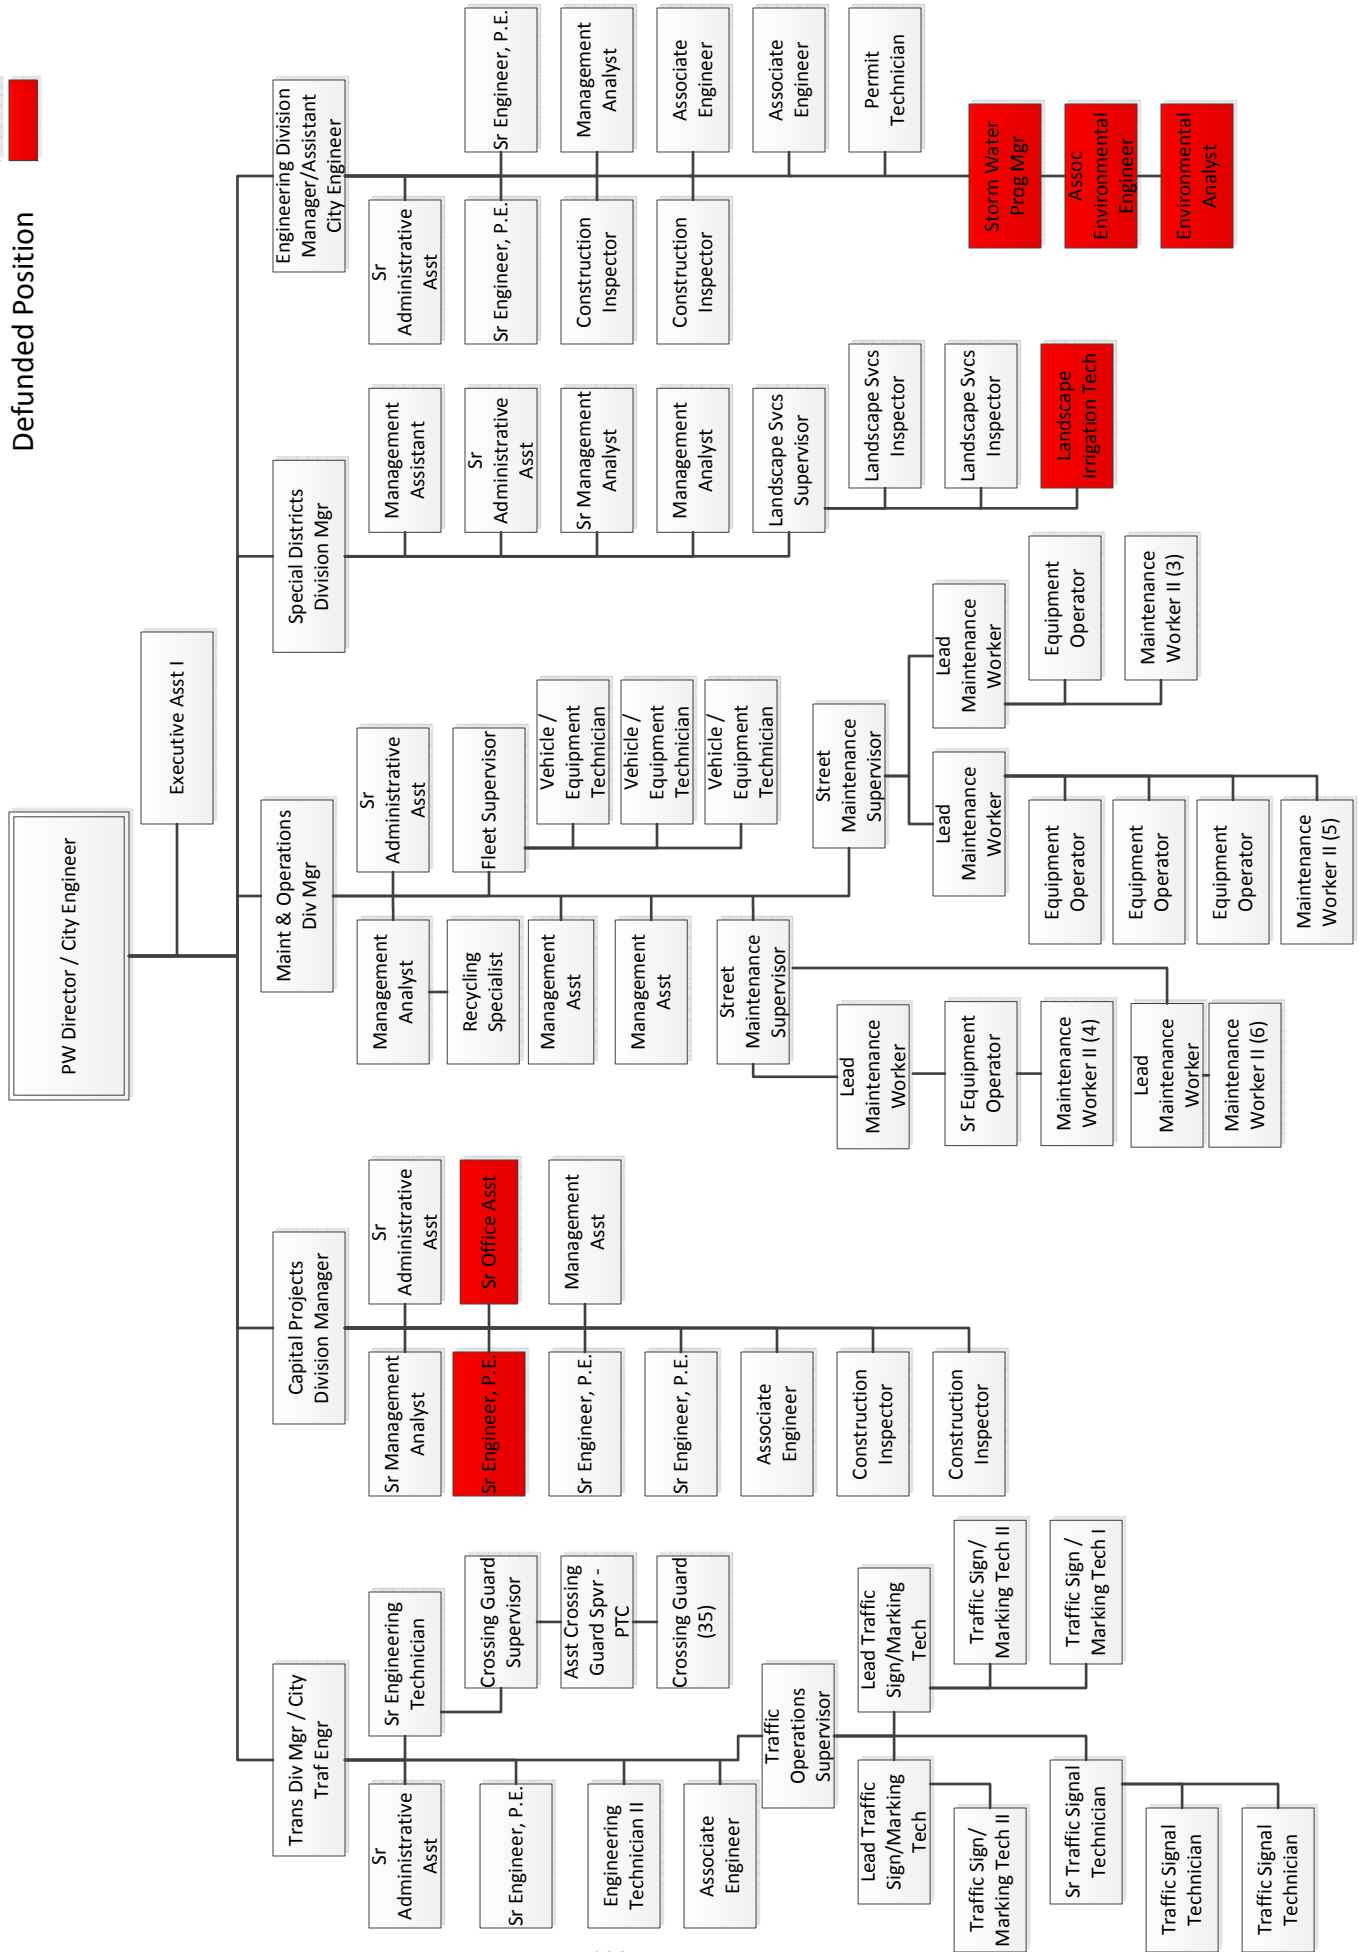 Defunded Position
PW Director / City Engineer
Executive Asst I
Trans Div Mgr / City
Traf Engr
Sr
Administrative
Asst
Sr Engineering
Technician
Crossing Guard
Supervisor
Asst Crossing
Guard Spvr -
PTC
Crossing Guard
(35)
Sr Engineer, P.E.
Engineering
Technician II
Associate
Engineer
Traffic
Operations
Supervisor
Lead Traffic
Sign/Marking
Tech
Traffic Sign/
Marking Tech II
Lead Traffic
Sign/Marking
Tech
Traffic Sign/
Marking Tech II
Traffic Sign /
Marking Tech I
Sr Traffic Signal
Technician
Traffic Signal
Technician
Traffic Signal
Technician
Capital Projects
Division Manager
Sr Management
Analyst
Sr
Administrative
Asst
Sr Engineer, P.E.
Sr Office Asst
Sr Engineer, P.E.
Management
Asst
Sr Engineer, P.E.
Associate
Engineer
Construction
Inspector
Construction
Inspector
Maint & Operations
Div Mgr
Management
Analyst
Sr
Administrative
Asst
Recycling
Specialist
Fleet Supervisor
Vehicle /
Equipment
Technician
Vehicle /
Equipment
Technician
Vehicle /
Equipment
Technician
Management
Asst
Management
Asst
Street
Maintenance
Supervisor
Lead
Maintenance
Worker
Sr Equipment
Operator
Maintenance
Worker II (4)
Lead
Maintenance
Worker
Maintenance
Worker II (6)
Street
Maintenance
Supervisor
Lead
Maintenance
Worker
Equipment
Operator
Equipment
Operator
Equipment
Operator
Maintenance
Worker II (5)
Lead
Maintenance
Worker
Equipment
Operator
Maintenance
Worker II (3)
Special Districts
Division Mgr
Management
Assistant
Sr
Administrative
Asst
Sr Management
Analyst
Management
Analyst
Landscape Svcs
Supervisor
Landscape Svcs
Inspector
Landscape Svcs
Inspector
Landscape
Irrigation Tech
Engineering Division
Manager/Assistant
City Engineer
Sr
Administrative
Asst
Sr Engineer, P.E.
Sr Engineer, P.E.
Construction
Inspector
Management
Analyst
Construction
Inspector
Associate
Engineer
Associate
Engineer
Permit
Technician
Storm Water
Prog Mgr
Assoc
Environmental
Engineer
Environmental
Analyst